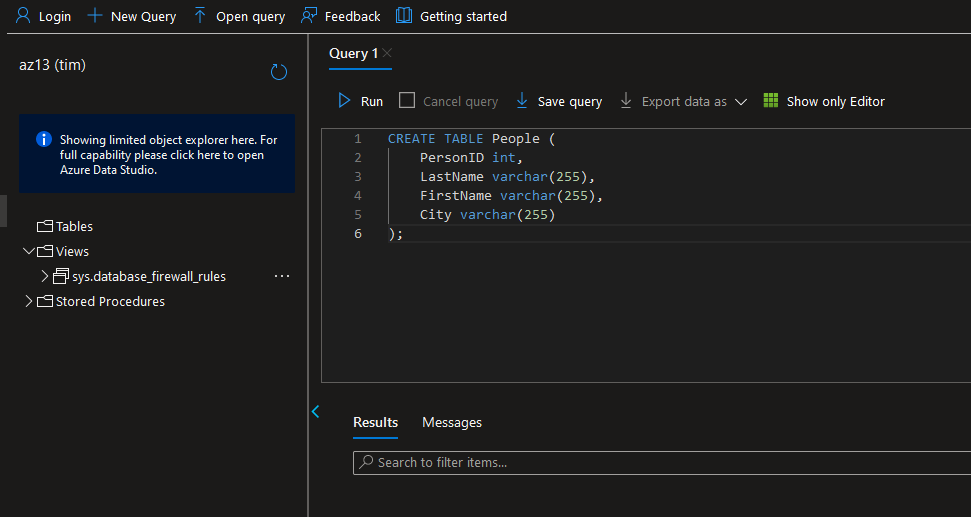 Login New Query Open query Feedback Getting started
az13 (tim)
Showing limited object explorer here. For
full capability please click here to open
Azure Data Studio.
Tables
Views
sys.database_firewall_rules
Stored Procedures
Query 1
Run Cancel query Save query Export data as Show only Editor
1 CREATE TABLE People (
2 PersonID int,
3 LastName varchar(255),
4 FirstName varchar(255),
5 City varchar(255)
6 );
Results Messages
Search to filter items...